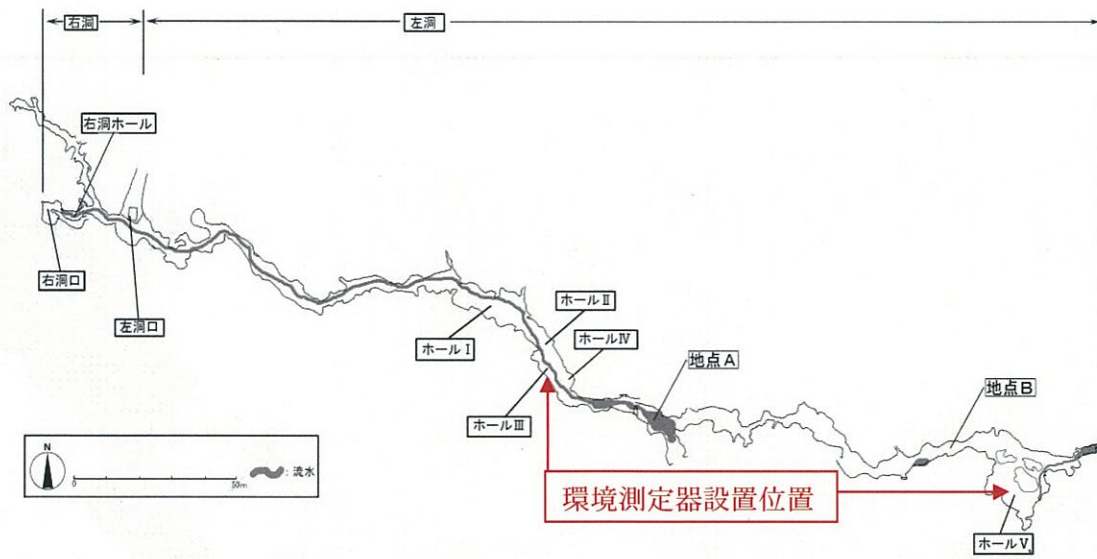 右洞
左洞
右洞ホール
右洞口
左洞口
ホールⅠ
ホールⅡ
ホールⅣ
ホールⅢ
地点A
地点B
N
0
50m
:流水
環境測定器設置位置
ホールⅤ